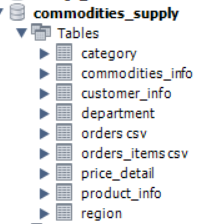 commodities_supply
Tables
category
commodities_info
customer_info
department
orders csv
orders_items csv
price_detail
product_info
region